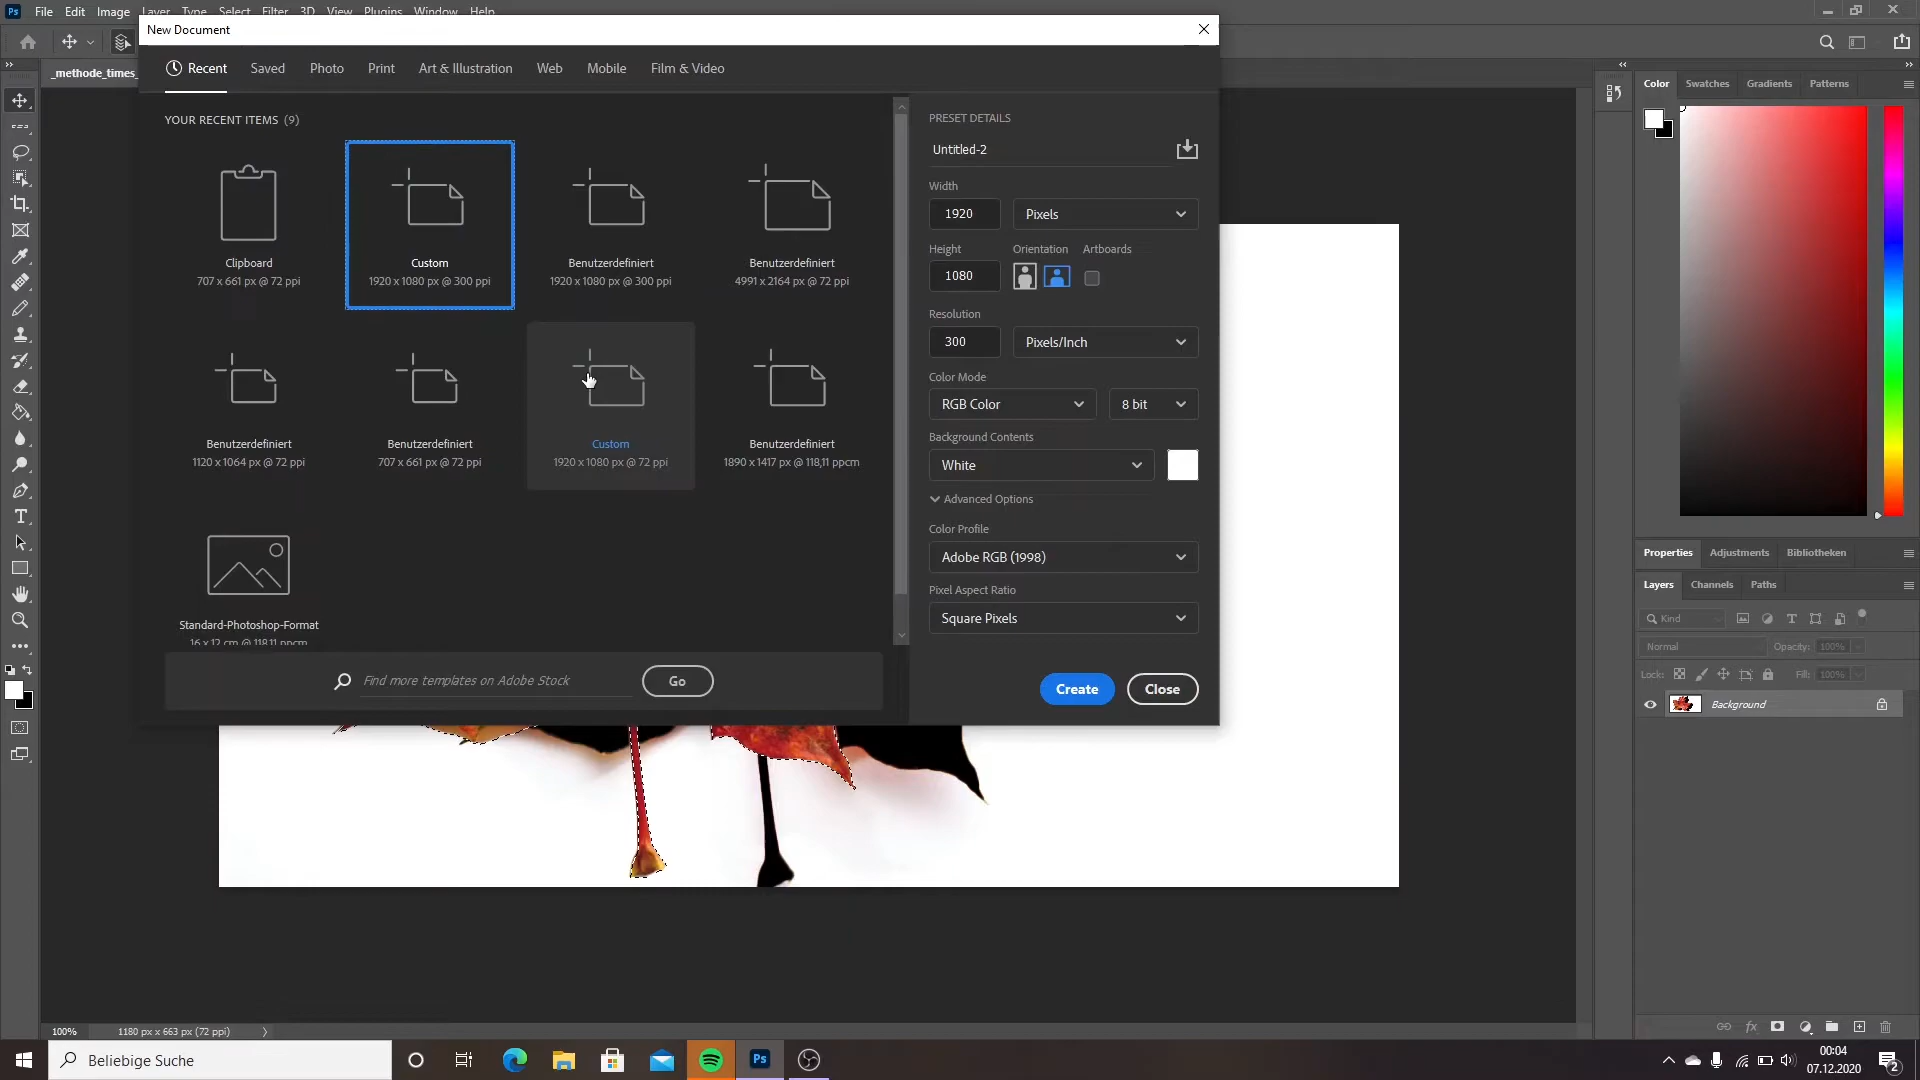 Ps File Edit Image Layer Type Select Filter 3D View Plugins Window Help
New Document
_methode_times_
Recent Saved Photo Print Art & Illustration Web Mobile Film & Video
YOUR RECENT ITEMS (9)
Clipboard
707 x 661 px @ 72 ppi
Custom
1920 x 1080 px @ 300 ppi
Benutzerdefiniert
1920 x 1080 px @ 300 ppi
Benutzerdefiniert
4991 x 2164 px @ 72 ppi
Benutzerdefiniert
1120 x 1064 px @ 72 ppi
Benutzerdefiniert
707 x 661 px @ 72 ppi
Custom
1920 x 1080 px @ 72 ppi
Benutzerdefiniert
1890 x 1417 px @ 118,11 ppcm
Standard-Photoshop-Format
16 x 12 cm @ 118,11 ppcm
Find more templates on Adobe Stock
Go
PRESET DETAILS
Untitled-2
Width
1920 Pixels
Height Orientation Artboards
1080
Resolution
300 Pixels/Inch
Color Mode
RGB Color 8 bit
Background Contents
White
Advanced Options
Color Profile
Adobe RGB (1998)
Pixel Aspect Ratio
Square Pixels
Create Close
Color Swatches Gradients Patterns
Properties Adjustments Bibliotheken
Layers Channels Paths
Kind
Normal Opacity: 100%
Lock: Fill: 100%
Background
fx
100% 1180 px x 663 px (72 ppi)
Beliebige Suche
Ps
00:04
07.12.2020
2